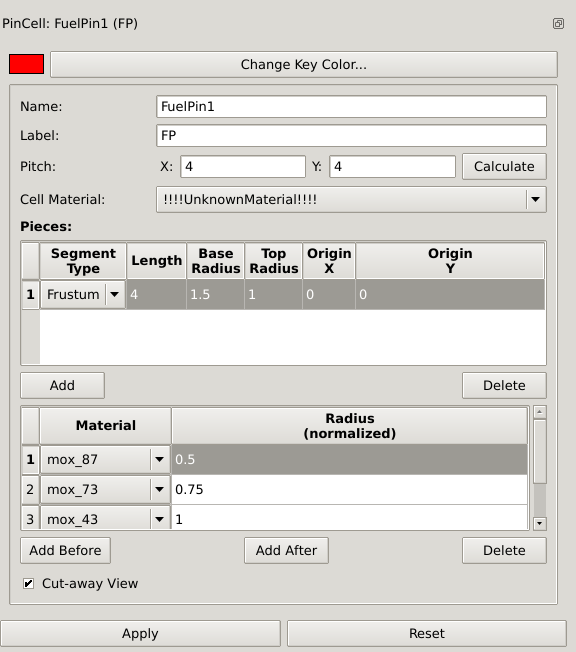 PinCell: FuelPin1 (FP)
Change Key Color...
Name: FuelPin1
Label: FP
Pitch: X: 4 Y: 4 Calculate
Cell Material: !!!!UnknownMaterial!!!!
Pieces:
Segment Type Length Base Radius Top Radius Origin X Origin Y
1 Frustum 4 1.5 1 0 0
Add Delete
Material Radius (normalized)
1 mox_87 0.5
2 mox_73 0.75
3 mox_43 1
Add Before Add After Delete
Cut-away View
Apply Reset